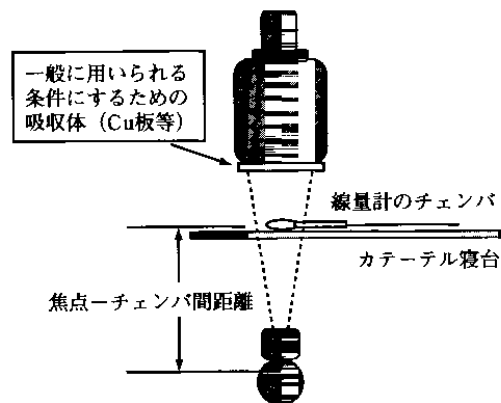 一般に用いられる
条件にするための
吸収体（Cu板等）
線量計のチェンバ
カテーテル寝台
焦点－チェンバ間距離